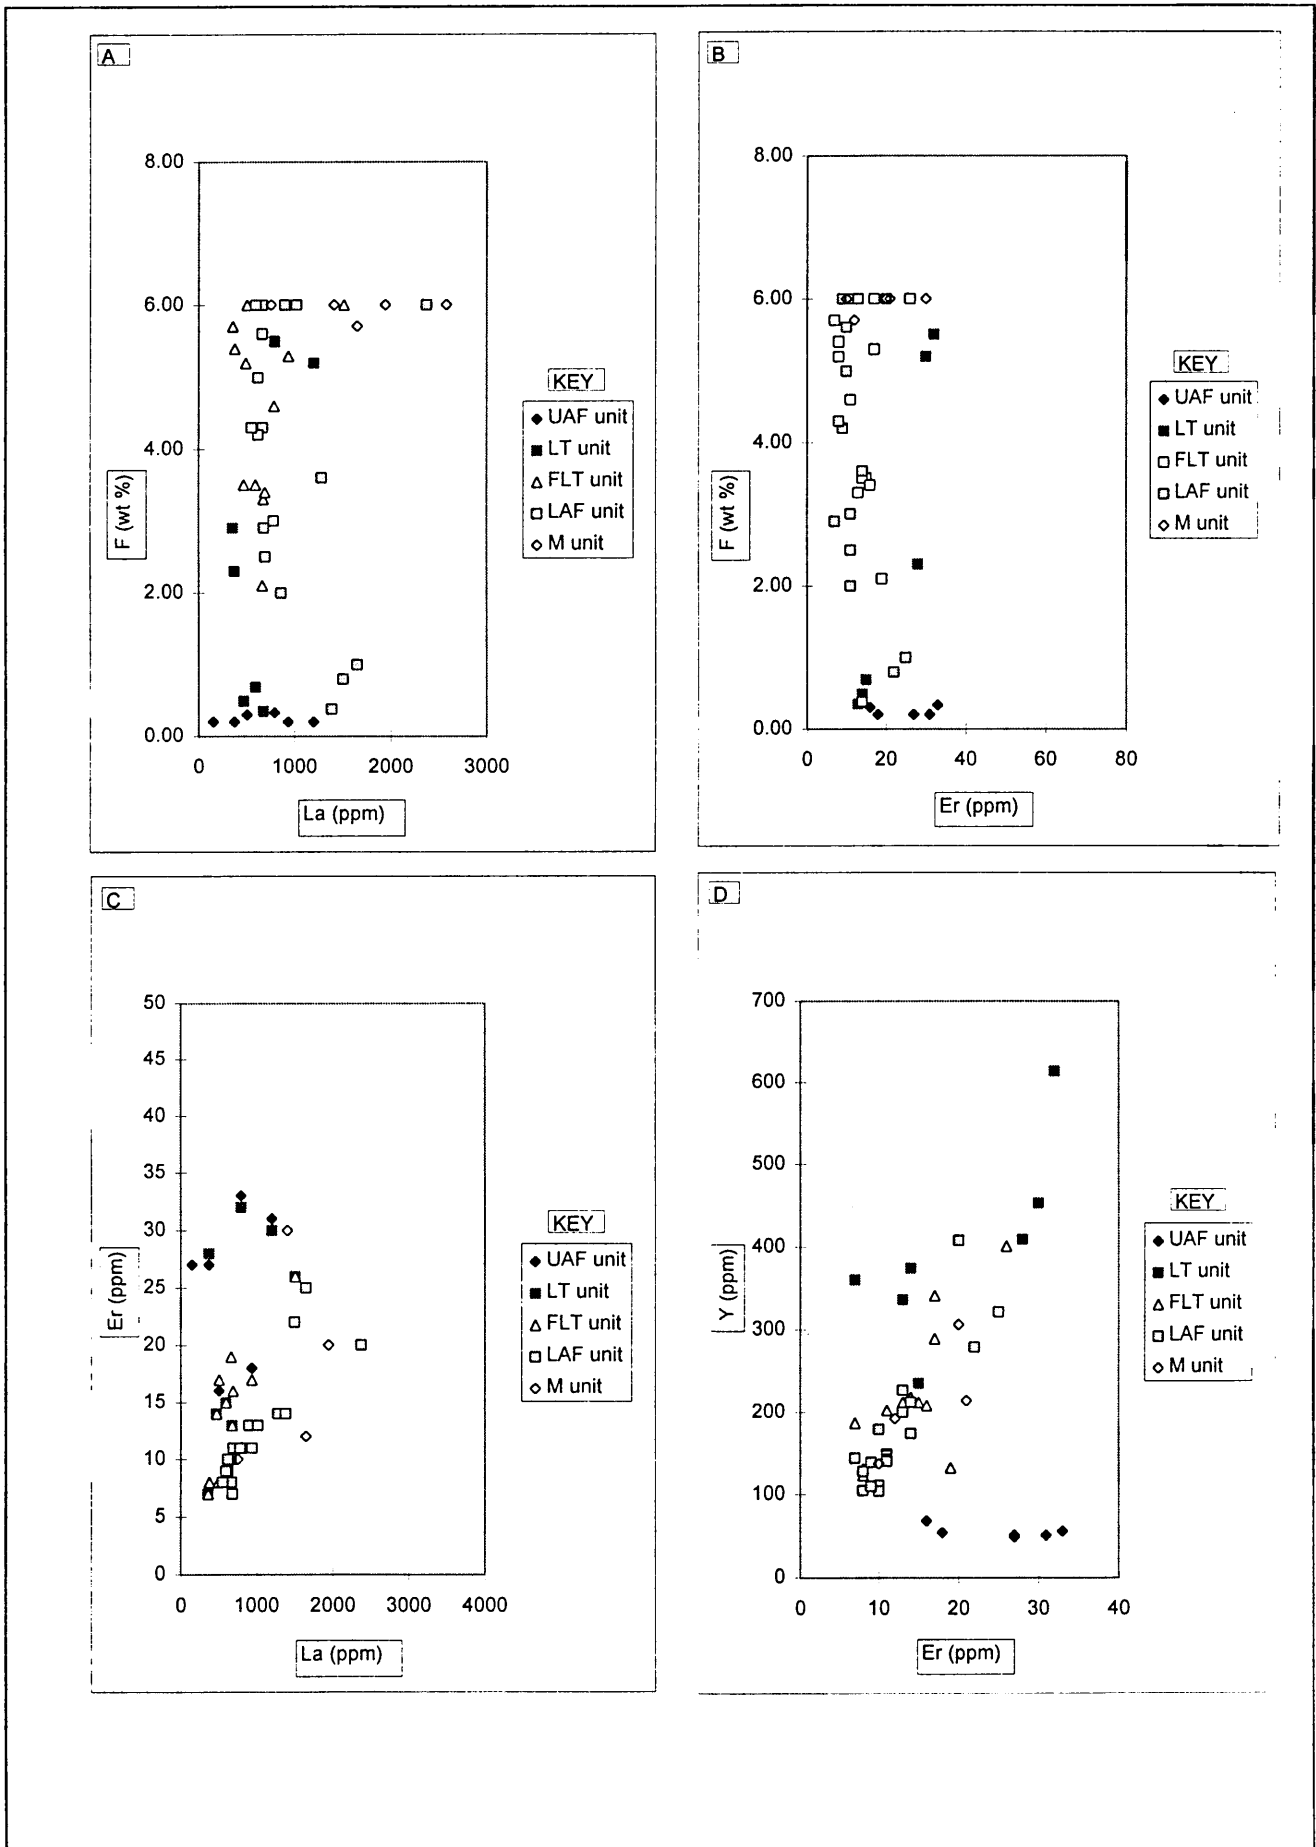 A
8.00
6.00
4.00
2.00
0.00
F (wt %)
0 1000 2000 3000
La (ppm)
KEY
UAF unit
LT unit
FLT unit
LAF unit
M unit
B
8.00
6.00
4.00
2.00
0.00
F (wt %)
0 20 40 60 80
Er (ppm)
KEY
UAF unit
LT unit
FLT unit
LAF unit
M unit
C
50
45
40
35
30
25
20
15
10
5
0
Er (ppm)
0 1000 2000 3000 4000
La (ppm)
KEY
UAF unit
LT unit
FLT unit
LAF unit
M unit
D
700
600
500
400
300
200
100
0
Y (ppm)
0 10 20 30 40
Er (ppm)
KEY
UAF unit
LT unit
FLT unit
LAF unit
M unit